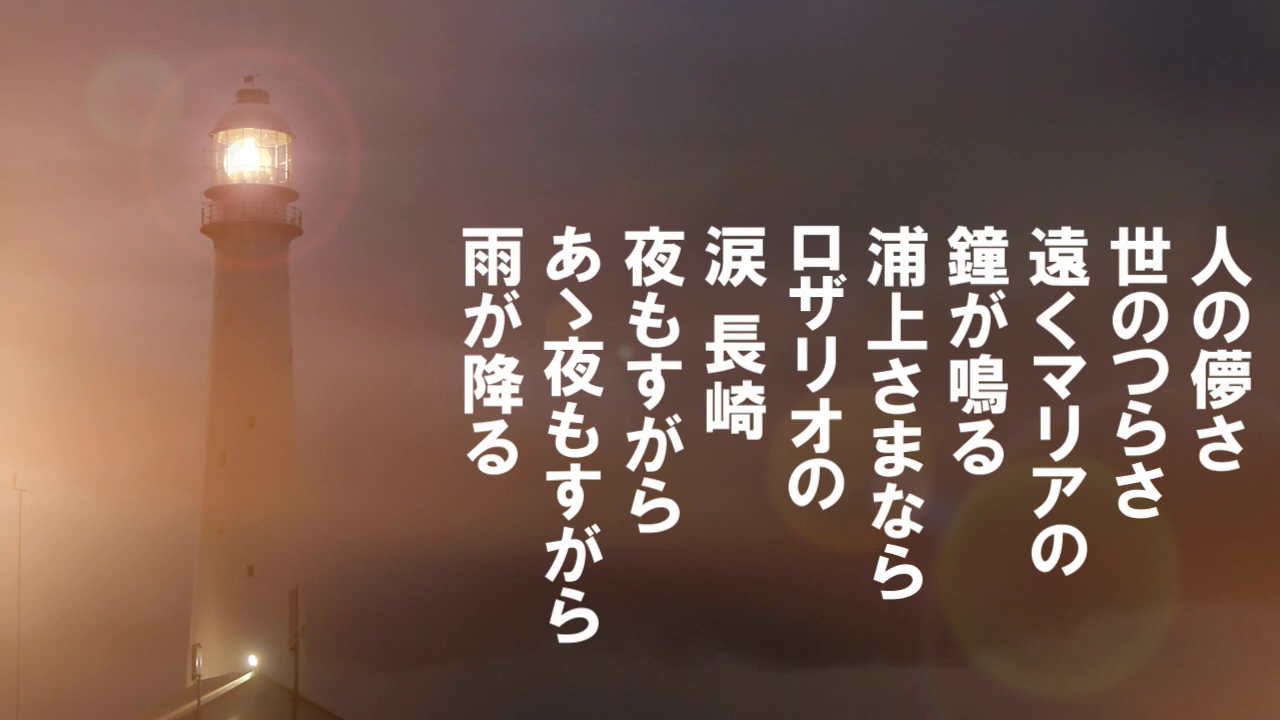 人の儚さ
世のつらさ
遠くマリアの
鐘が鳴る
浦上さまなら
ロザリオの
涙 長崎
夜もすがら
あゝ夜もすがら
雨が降る